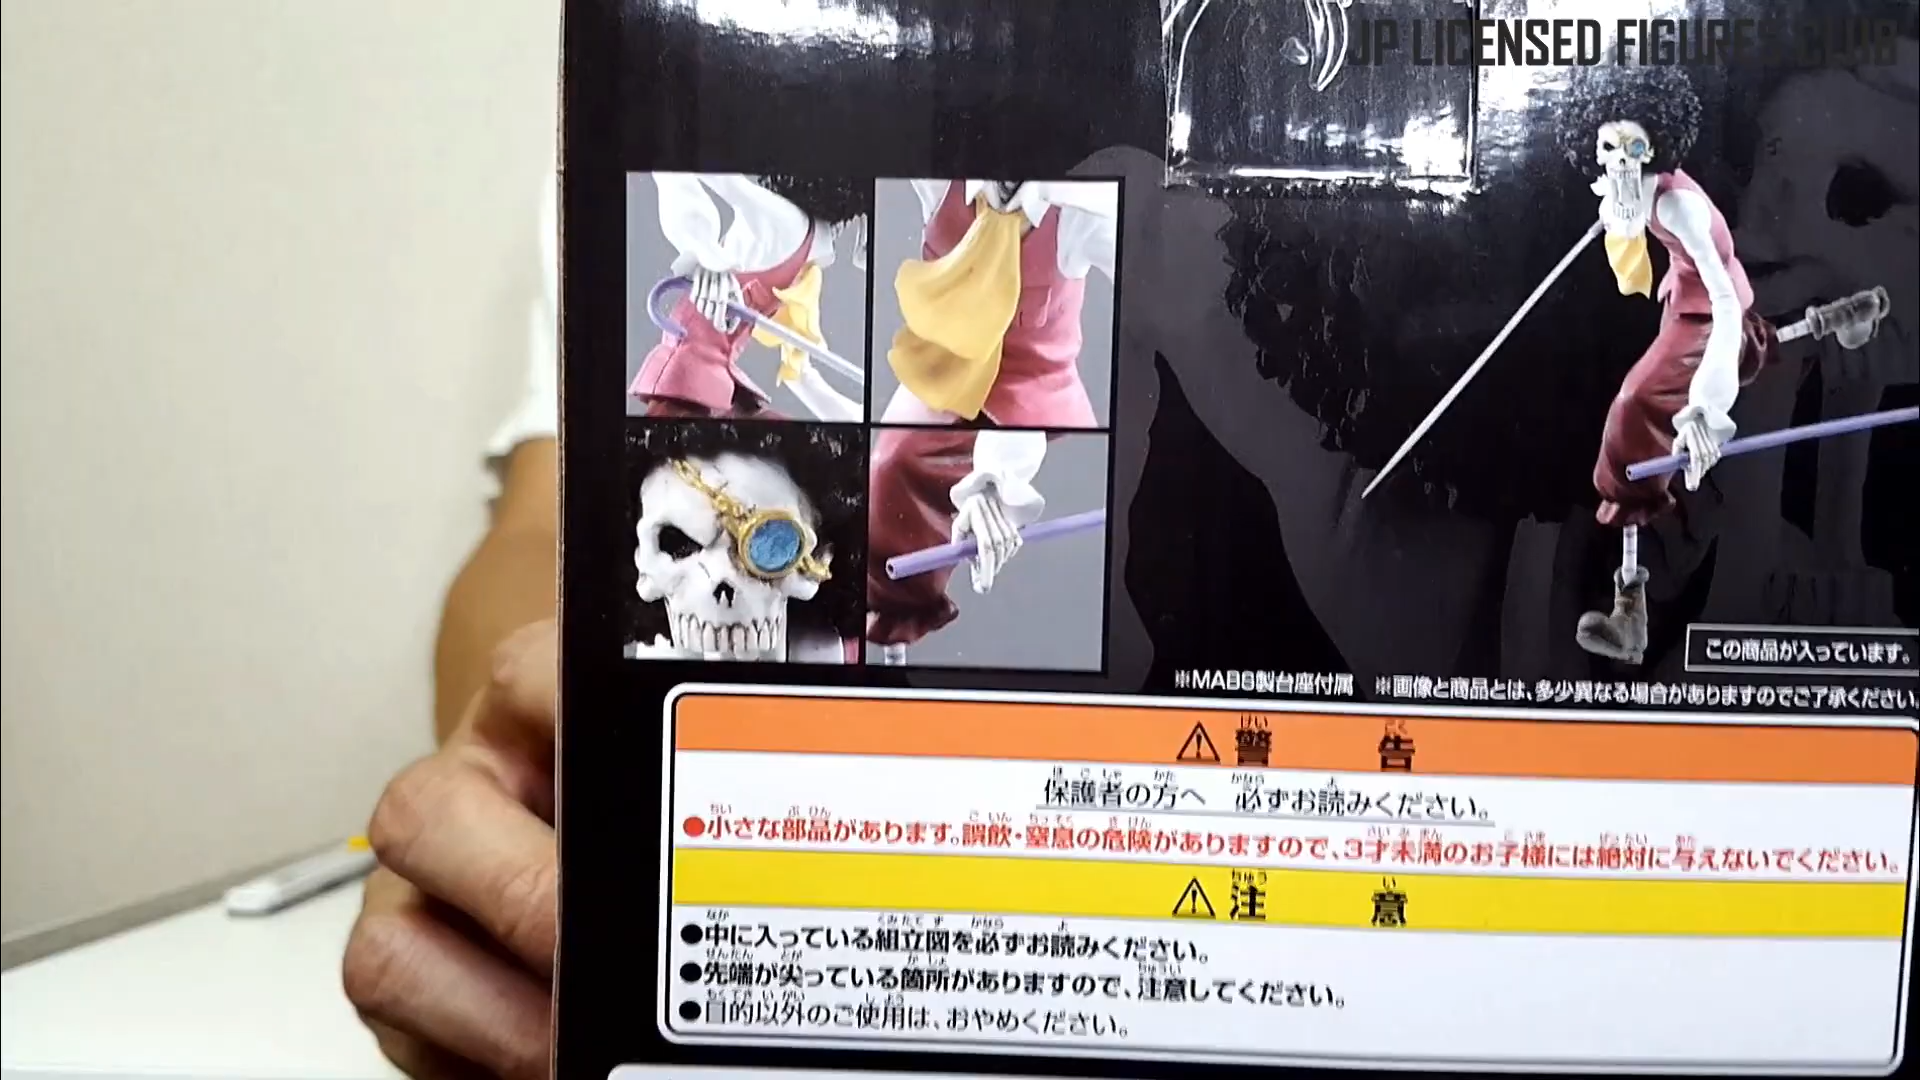 JP LICENSED FIGURES CLUB
この商品が入っています。
※MABS製台座付属 ※画像と商品とは、多少異なる場合がありますのでご了承ください。
⚠警告
保護者の方へ 必ずお読みください。
●小さな部品があります。誤飲・窒息の危険がありますので、3才未満のお子様には絶対に与えないでください。
⚠注意
●中に入っている組立図を必ずお読みください。
●先端が尖っている箇所がありますので、注意してください。
●目的以外のご使用は、おやめください。